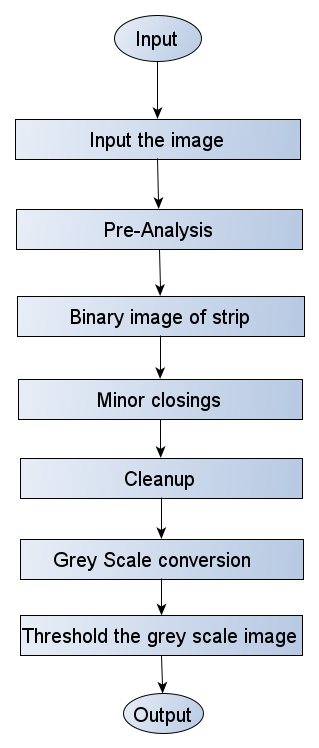 Input
Input the image
Pre-Analysis
Binary image of strip
Minor closings
Cleanup
Grey Scale conversion
Threshold the grey scale image
Output